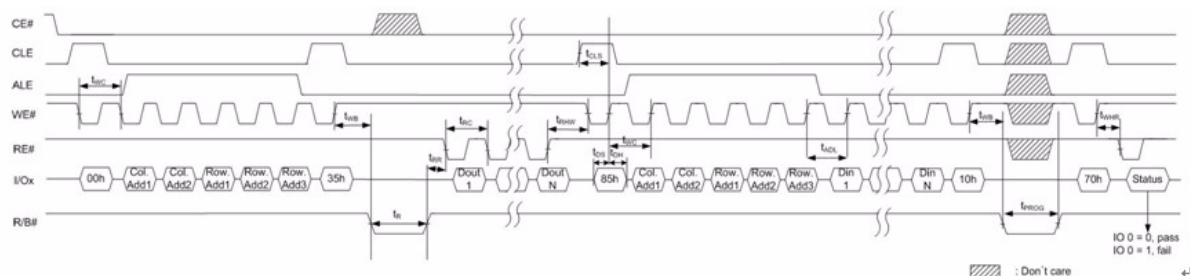 CE#
CLE
tCLS
ALE
tWC
WE#
tWB
tRC
tRHW
tWC
tADL
tWB
tWHR
RE#
tRR
tDS tDH
I/Ox
00h
Col. Add1
Col. Add2
Row. Add1
Row. Add2
Row. Add3
35h
Dout 1
Dout N
85h
Col. Add1
Col. Add2
Row. Add1
Row. Add2
Row. Add3
Din 1
Din N
10h
70h
Status
R/B#
tR
tPROG
IO 0 = 0, pass
IO 0 = 1, fail
: Don't care